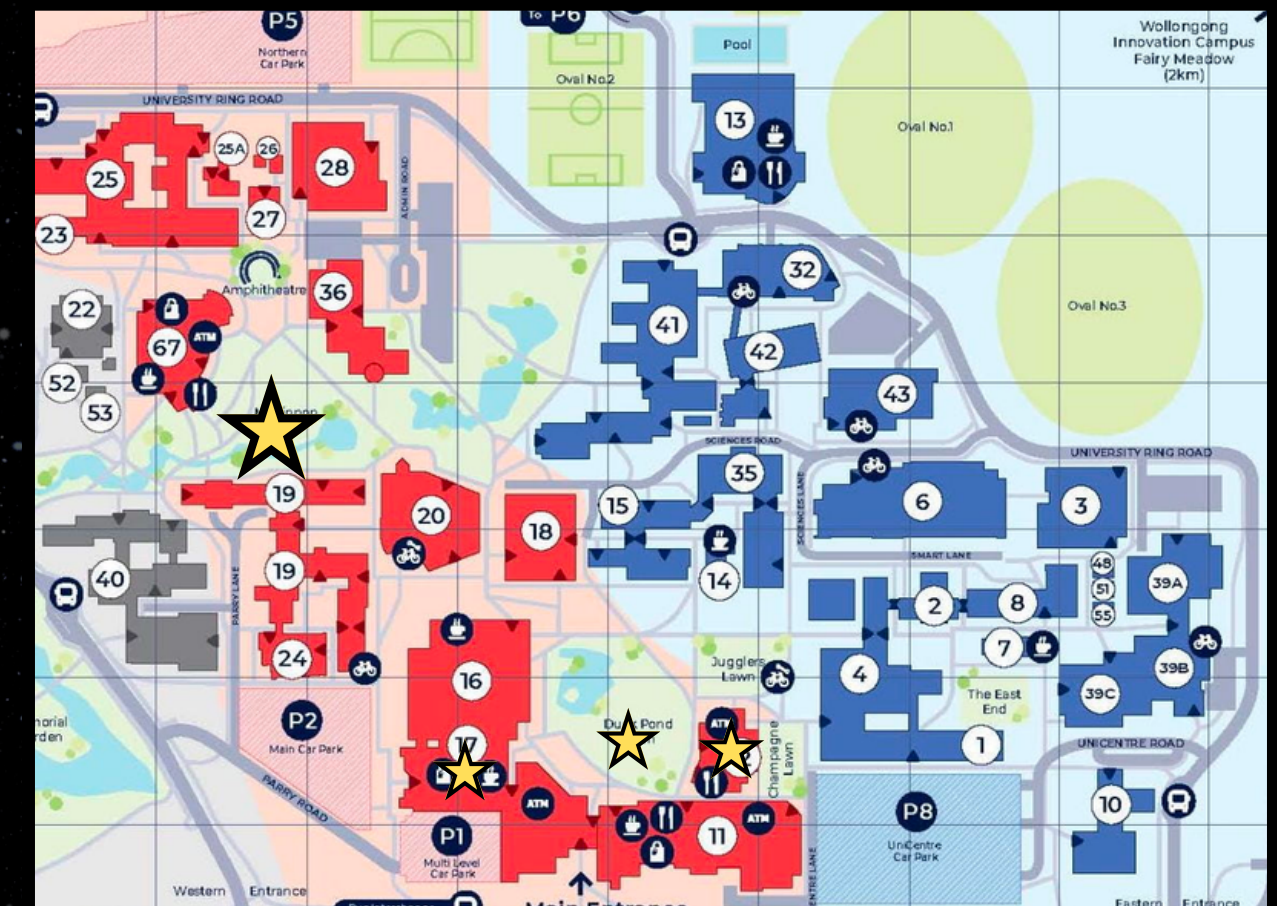 P5
Northern
Car Park
To P6
Pool
Wollongong
Innovation Campus
Fairy Meadow
(2km)
Oval No.2
UNIVERSITY RING ROAD
13
Oval No.1
25A
26
28
25
ADMIN ROAD
27
23
32
Amphitheatre
36
22
41
Oval No.3
67
ATM
42
52
43
53
SCIENCES ROAD
UNIVERSITY RING ROAD
35
19
15
6
3
20
18
SCIENCES LANE
SMART LANE
48
19
40
14
51
39A
PARRY LANE
2
8
55
7
24
Jugglers
Lawn
4
39B
16
39C
The East
End
P2
Main Car Park
Duck Pond
ATM
17
1
UNICENTRE ROAD
Champagne
Lawn
PARRY ROAD
ATM
ATM
P8
10
P1
11
UniCentre
Car Park
Multi Level
Car Park
Western Entrance
Main Entrance
Eastern Entrance